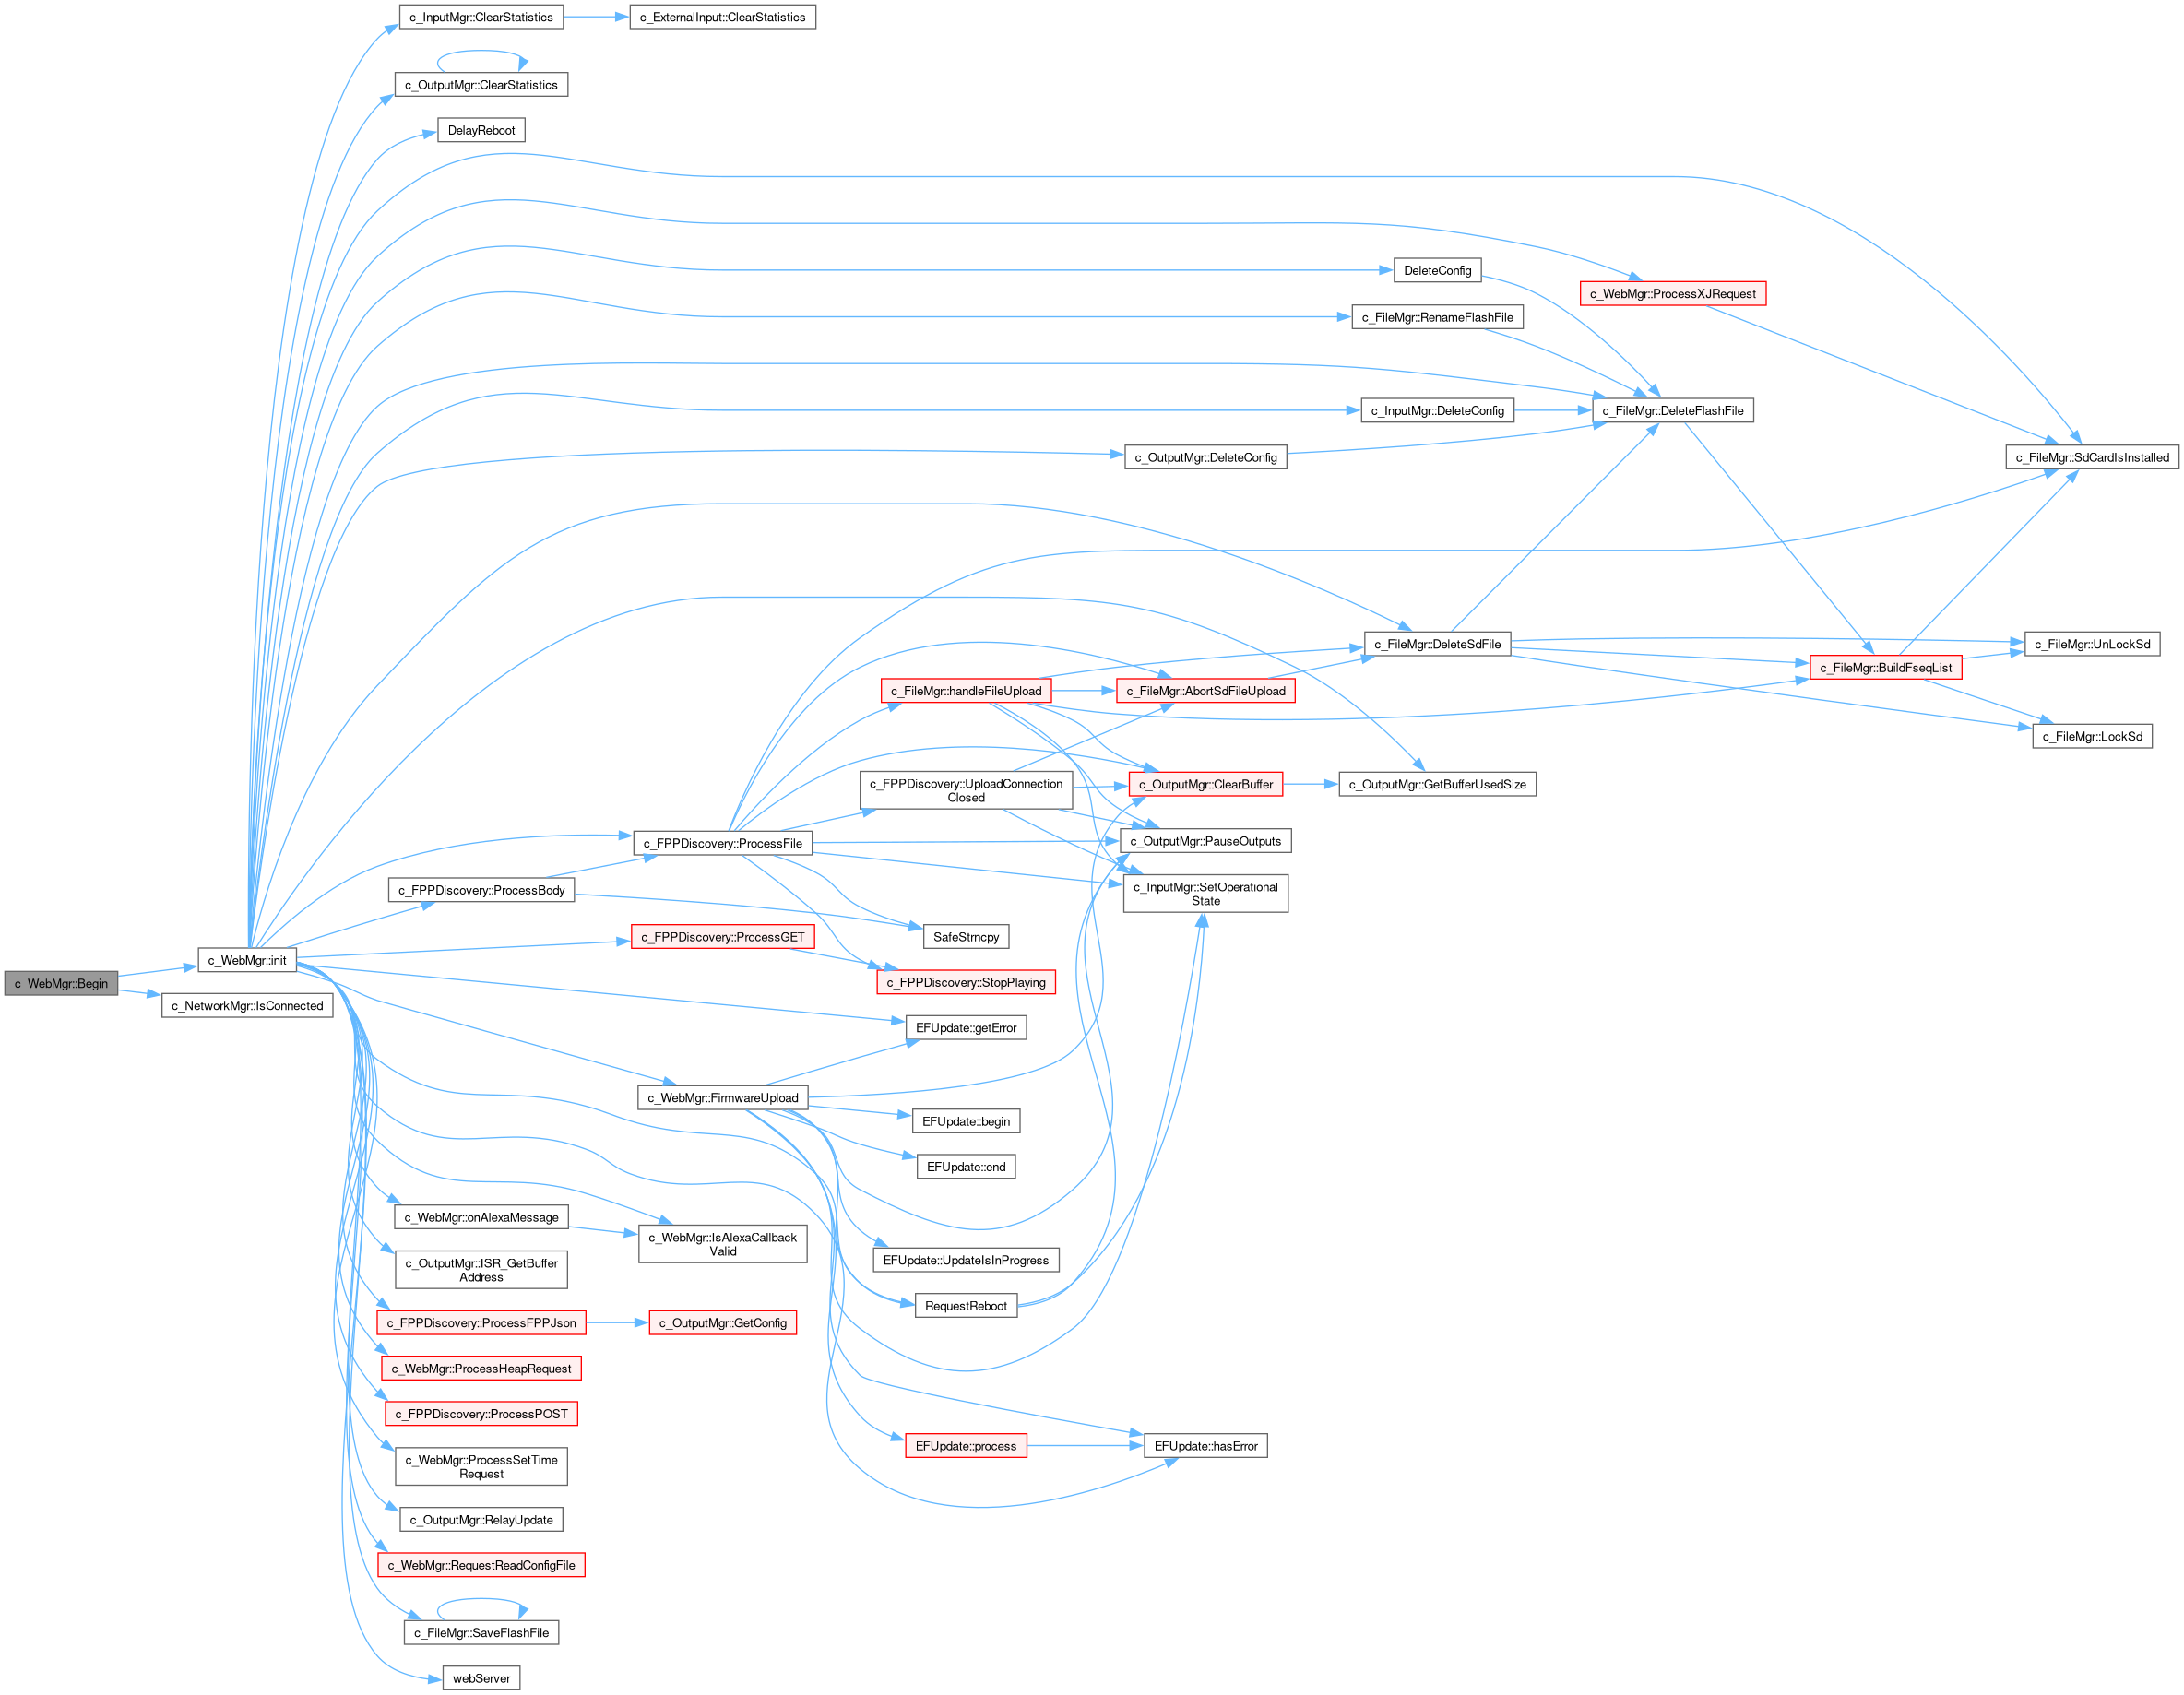 c_InputMgr::ClearStatistics
c_ExternalInput::ClearStatistics
c_OutputMgr::ClearStatistics
DelayReboot
DeleteConfig
c_WebMgr::ProcessXJRequest
c_FileMgr::RenameFlashFile
c_InputMgr::DeleteConfig
c_FileMgr::DeleteFlashFile
c_OutputMgr::DeleteConfig
c_FileMgr::SdCardIsInstalled
c_FileMgr::DeleteSdFile
c_FileMgr::UnLockSd
c_FileMgr::BuildFseqList
c_FileMgr::handleFileUpload
c_FileMgr::AbortSdFileUpload
c_FileMgr::LockSd
c_FPPDiscovery::UploadConnection
Closed
c_OutputMgr::ClearBuffer
c_OutputMgr::GetBufferUsedSize
c_FPPDiscovery::ProcessFile
c_OutputMgr::PauseOutputs
c_FPPDiscovery::ProcessBody
c_InputMgr::SetOperational
State
c_FPPDiscovery::ProcessGET
SafeStrncpy
c_WebMgr::init
c_WebMgr::Begin
c_FPPDiscovery::StopPlaying
c_NetworkMgr::IsConnected
EFUpdate::getError
c_WebMgr::FirmwareUpload
EFUpdate::begin
EFUpdate::end
c_WebMgr::onAlexaMessage
c_WebMgr::IsAlexaCallback
Valid
c_OutputMgr::ISR_GetBuffer
Address
EFUpdate::UpdateIsInProgress
RequestReboot
c_FPPDiscovery::ProcessFPPJson
c_OutputMgr::GetConfig
c_WebMgr::ProcessHeapRequest
c_FPPDiscovery::ProcessPOST
EFUpdate::process
EFUpdate::hasError
c_WebMgr::ProcessSetTime
Request
c_OutputMgr::RelayUpdate
c_WebMgr::RequestReadConfigFile
c_FileMgr::SaveFlashFile
webServer